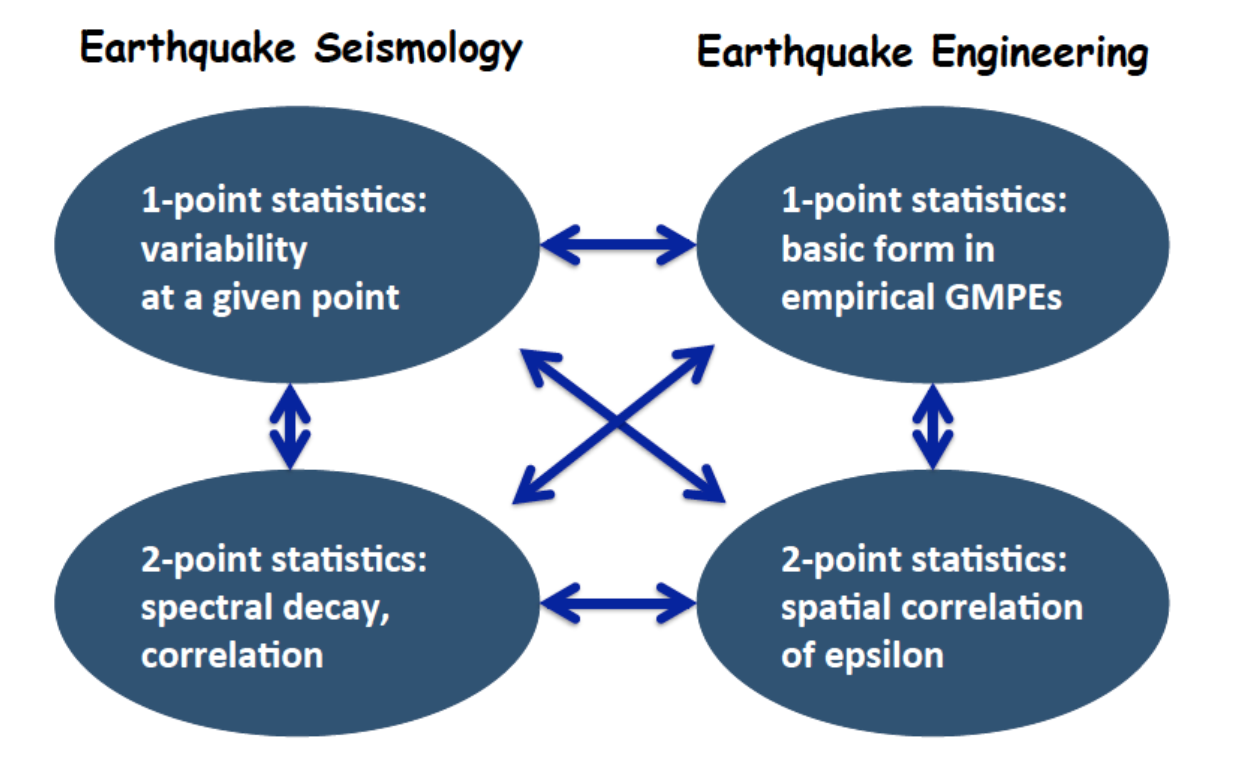 Earthquake Seismology
Earthquake Engineering
1-point statistics:
variability
at a given point
1-point statistics:
basic form in
empirical GMPEs
2-point statistics:
spectral decay,
correlation
2-point statistics:
spatial correlation
of epsilon